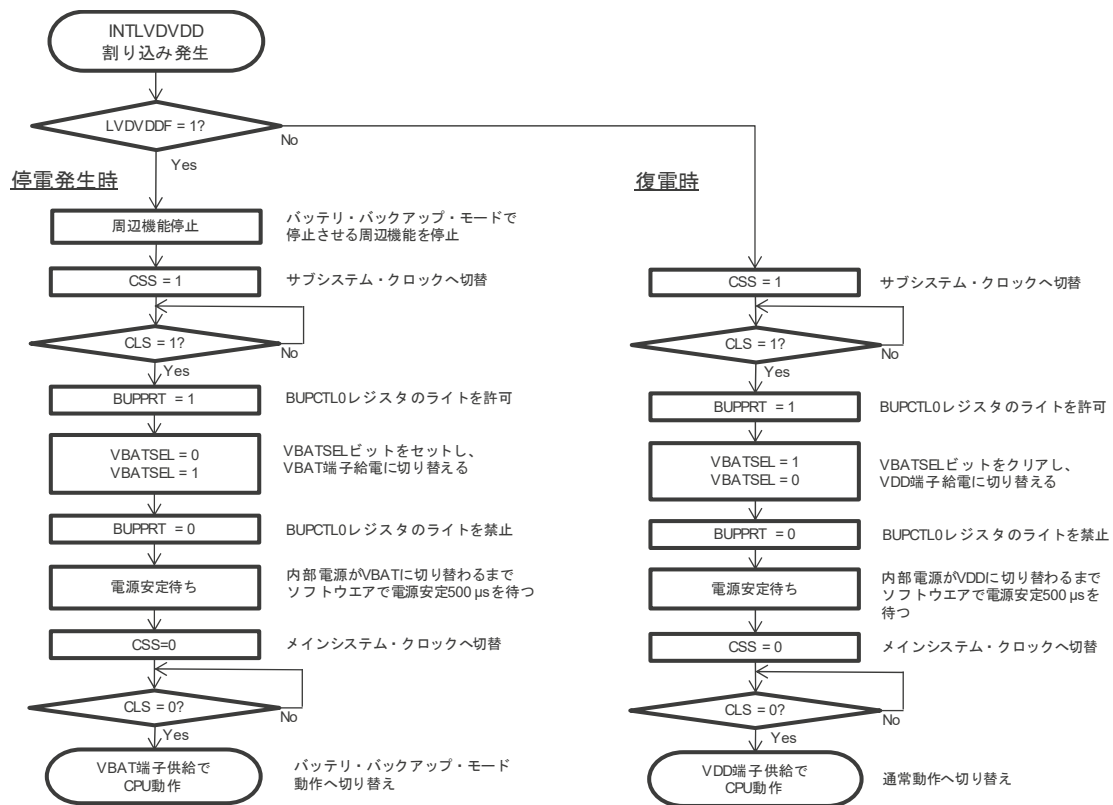 INTLVDVDD
割り込み発生
LVDVDDF = 1?
No
Yes
停電発生時
周辺機能停止
バッテリ・バックアップ・モードで
停止させる周辺機能を停止
CSS = 1
サブシステム・クロックへ切替
CLS = 1?
No
Yes
BUPPRT = 1
BUPCTL0レジスタのライトを許可
VBATSEL = 0
VBATSEL = 1
VBATSELビットをセットし、
VBAT端子給電に切り替える
BUPPRT = 0
BUPCTL0レジスタのライトを禁止
電源安定待ち
内部電源がVBATに切り替わるまで
ソフトウエアで電源安定500 µsを待つ
CSS=0
メインシステム・クロックへ切替
CLS = 0?
No
Yes
VBAT端子供給で
CPU動作
バッテリ・バックアップ・モード
動作へ切り替え
復電時
CSS = 1
サブシステム・クロックへ切替
CLS = 1?
No
Yes
BUPPRT = 1
BUPCTL0レジスタのライトを許可
VBATSEL = 1
VBATSEL = 0
VBATSELビットをクリアし、
VDD端子給電に切り替える
BUPPRT = 0
BUPCTL0レジスタのライトを禁止
電源安定待ち
内部電源がVDDに切り替わるまで
ソフトウエアで電源安定500 µsを
待つ
CSS = 0
メインシステム・クロックへ切替
CLS = 0?
No
Yes
VDD端子供給で
CPU動作
通常動作へ切り替え